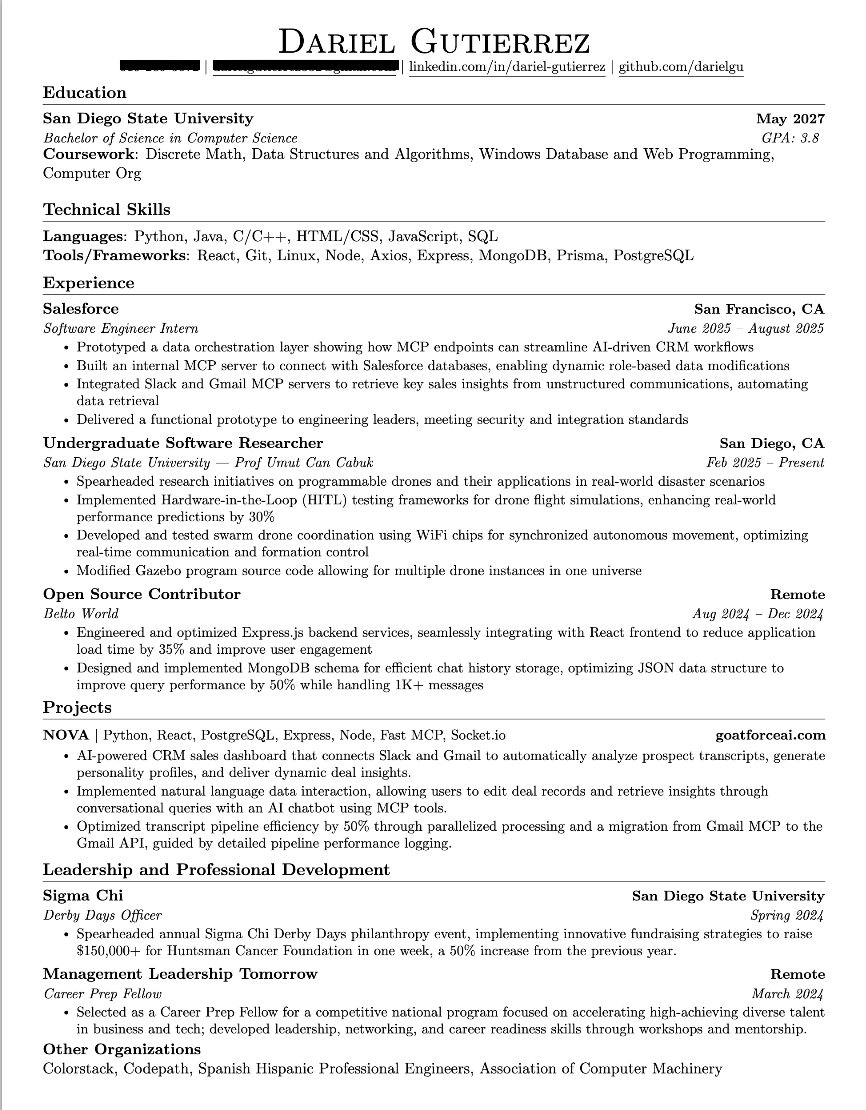 Dariel Gutierrez
| | linkedin.com/in/dariel-gutierrez | github.com/darielgu
Education
San Diego State University May 2027
Bachelor of Science in Computer Science GPA: 3.8
Coursework: Discrete Math, Data Structures and Algorithms, Windows Database and Web Programming,
Computer Org
Technical Skills
Languages: Python, Java, C/C++, HTML/CSS, JavaScript, SQL
Tools/Frameworks: React, Git, Linux, Node, Axios, Express, MongoDB, Prisma, PostgreSQL
Experience
Salesforce San Francisco, CA
Software Engineer Intern June 2025 – August 2025
• Prototyped a data orchestration layer showing how MCP endpoints can streamline AI-driven CRM workflows
• Built an internal MCP server to connect with Salesforce databases, enabling dynamic role-based data modifications
• Integrated Slack and Gmail MCP servers to retrieve key sales insights from unstructured communications, automating
data retrieval
• Delivered a functional prototype to engineering leaders, meeting security and integration standards
Undergraduate Software Researcher San Diego, CA
San Diego State University — Prof Umut Can Cabuk Feb 2025 – Present
• Spearheaded research initiatives on programmable drones and their applications in real-world disaster scenarios
• Implemented Hardware-in-the-Loop (HITL) testing frameworks for drone flight simulations, enhancing real-world
performance predictions by 30%
• Developed and tested swarm drone coordination using WiFi chips for synchronized autonomous movement, optimizing
real-time communication and formation control
• Modified Gazebo program source code allowing for multiple drone instances in one universe
Open Source Contributor Remote
Belto World Aug 2024 – Dec 2024
• Engineered and optimized Express.js backend services, seamlessly integrating with React frontend to reduce application
load time by 35% and improve user engagement
• Designed and implemented MongoDB schema for efficient chat history storage, optimizing JSON data structure to
improve query performance by 50% while handling 1K+ messages
Projects
NOVA | Python, React, PostgreSQL, Express, Node, Fast MCP, Socket.io goatforceai.com
• AI-powered CRM sales dashboard that connects Slack and Gmail to automatically analyze prospect transcripts, generate
personality profiles, and deliver dynamic deal insights.
• Implemented natural language data interaction, allowing users to edit deal records and retrieve insights through
conversational queries with an AI chatbot using MCP tools.
• Optimized transcript pipeline efficiency by 50% through parallelized processing and a migration from Gmail MCP to the
Gmail API, guided by detailed pipeline performance logging.
Leadership and Professional Development
Sigma Chi San Diego State University
Derby Days Officer Spring 2024
• Spearheaded annual Sigma Chi Derby Days philanthropy event, implementing innovative fundraising strategies to raise
$150,000+ for Huntsman Cancer Foundation in one week, a 50% increase from the previous year.
Management Leadership Tomorrow Remote
Career Prep Fellow March 2024
• Selected as a Career Prep Fellow for a competitive national program focused on accelerating high-achieving diverse talent
in business and tech; developed leadership, networking, and career readiness skills through workshops and mentorship.
Other Organizations
Colorstack, Codepath, Spanish Hispanic Professional Engineers, Association of Computer Machinery